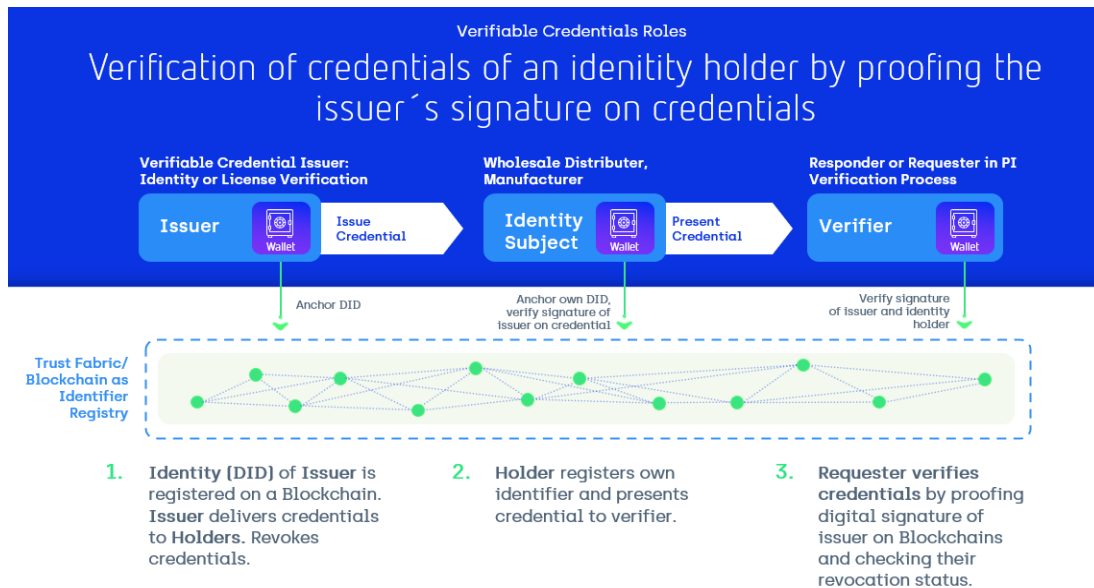 Verifiable Credentials Roles
Verification of credentials of an idenitity holder by proofing the
issuer´s signature on credentials
Verifiable Credential Issuer:
Identity or License Verification
Issuer
Wallet
Issue
Credential
Wholesale Distributer,
Manufacturer
Identity
Subject
Wallet
Present
Credential
Responder or Requester in PI
Verification Process
Verifier
Wallet
Anchor DID
Anchor own DID,
verify signature of
issuer on credential
Verify signature
of issuer and identity
holder
Trust Fabric/
Blockchain as
Identifier
Registry
1. Identity (DID) of Issuer is
registered on a Blockchain.
Issuer delivers credentials
to Holders. Revokes
credentials.
2. Holder registers own
identifier and presents
credential to verifier.
3. Requester verifies
credentials by proofing
digital signature of
issuer on Blockchains
and checking their
revocation status.